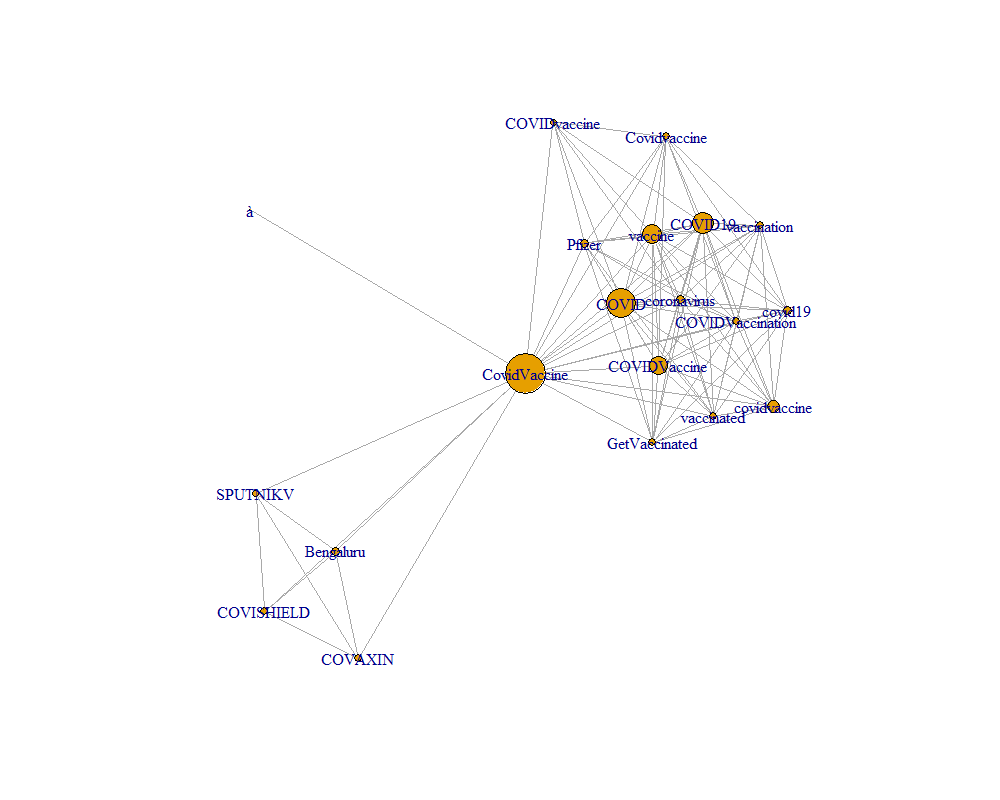 COVIDvaccine
Covidvaccine
à
COVID19
vaccination
vaccine
Pfizer
coronavirus
COVID
covid19
COVIDVaccination
COVIDVaccine
CovidVaccine
covidvaccine
vaccinated
GetVaccinated
SPUTNIKV
Bengaluru
COVISHIELD
COVAXIN